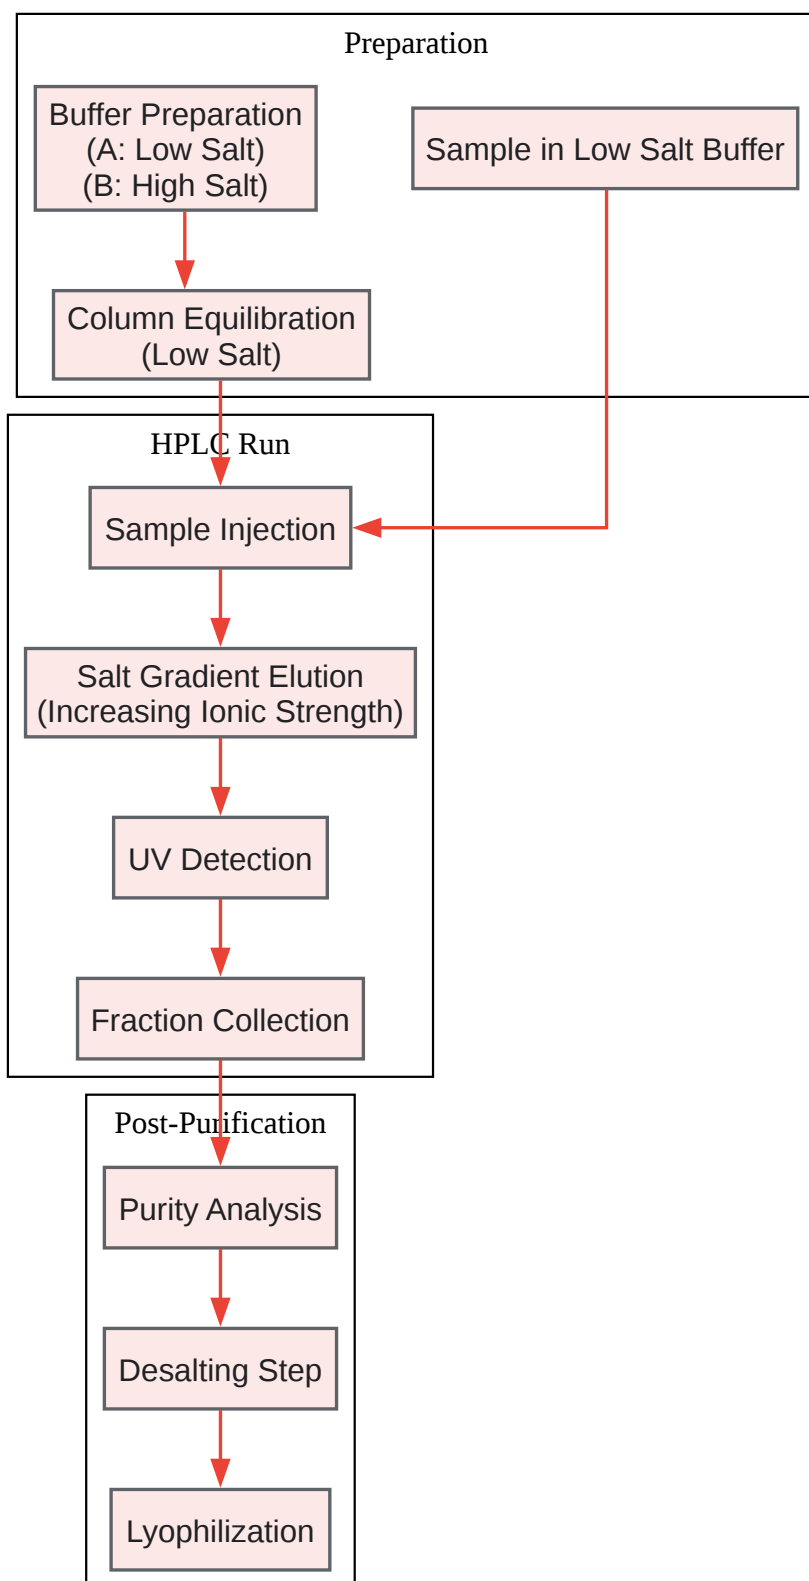 Preparation
Buffer Preparation
(A: Low Salt)
(B: High Salt)
Sample in Low Salt Buffer
Column Equilibration
(Low Salt)
HPLC Run
Sample Injection
Salt Gradient Elution
(Increasing Ionic Strength)
UV Detection
Fraction Collection
Post-Purification
Purity Analysis
Desalting Step
Lyophilization